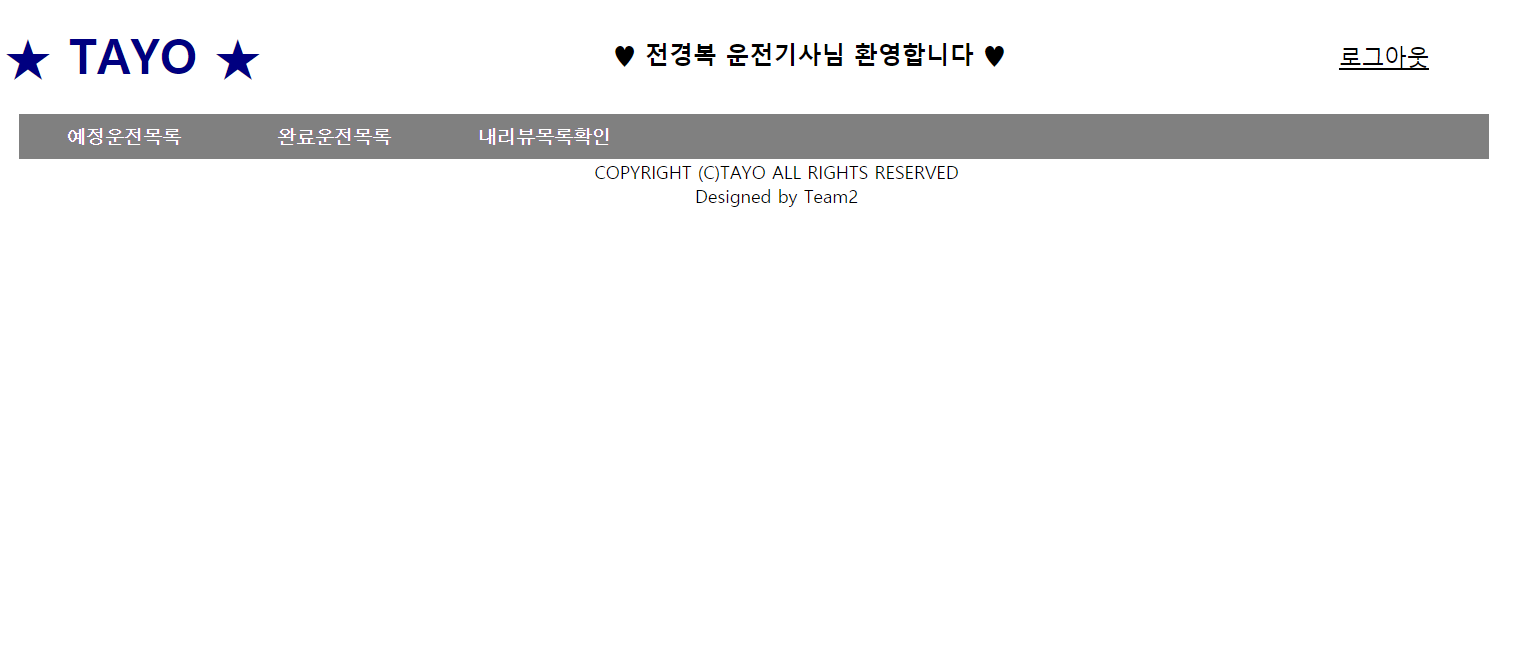 ★ TAYO ★
♥ 전경복 운전기사님 환영합니다 ♥
로그아웃
예정운전목록 완료운전목록 내리뷰목록확인
COPYRIGHT (C)TAYO ALL RIGHTS RESERVED
Designed by Team2